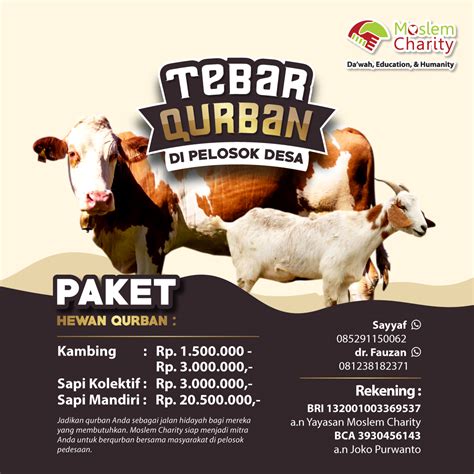 Moslem
Charity
Da'wah, Education, & Humanity
TEBAR
QURBAN
DI PELOSOK DESA
PAKET
HEWAN QURBAN :
Kambing : Rp. 1.500.000 -
Rp. 3.000.000,-
Sapi Kolektif : Rp. 3.000.000,-
Sapi Mandiri : Rp. 20.500.000,-
Jadikan qurban Anda sebagai jalan hidayah bagi mereka
yang membutuhkan. Moslem Charity siap menjadi mitra
Anda untuk berqurban bersama masyarakat di pelosok
pedesaan.
Sayyaf
085291150062
dr. Fauzan
081238182371
Rekening :
BRI 132001003369537
a.n Yayasan Moslem Charity
BCA 3930456143
a.n Joko Purwanto